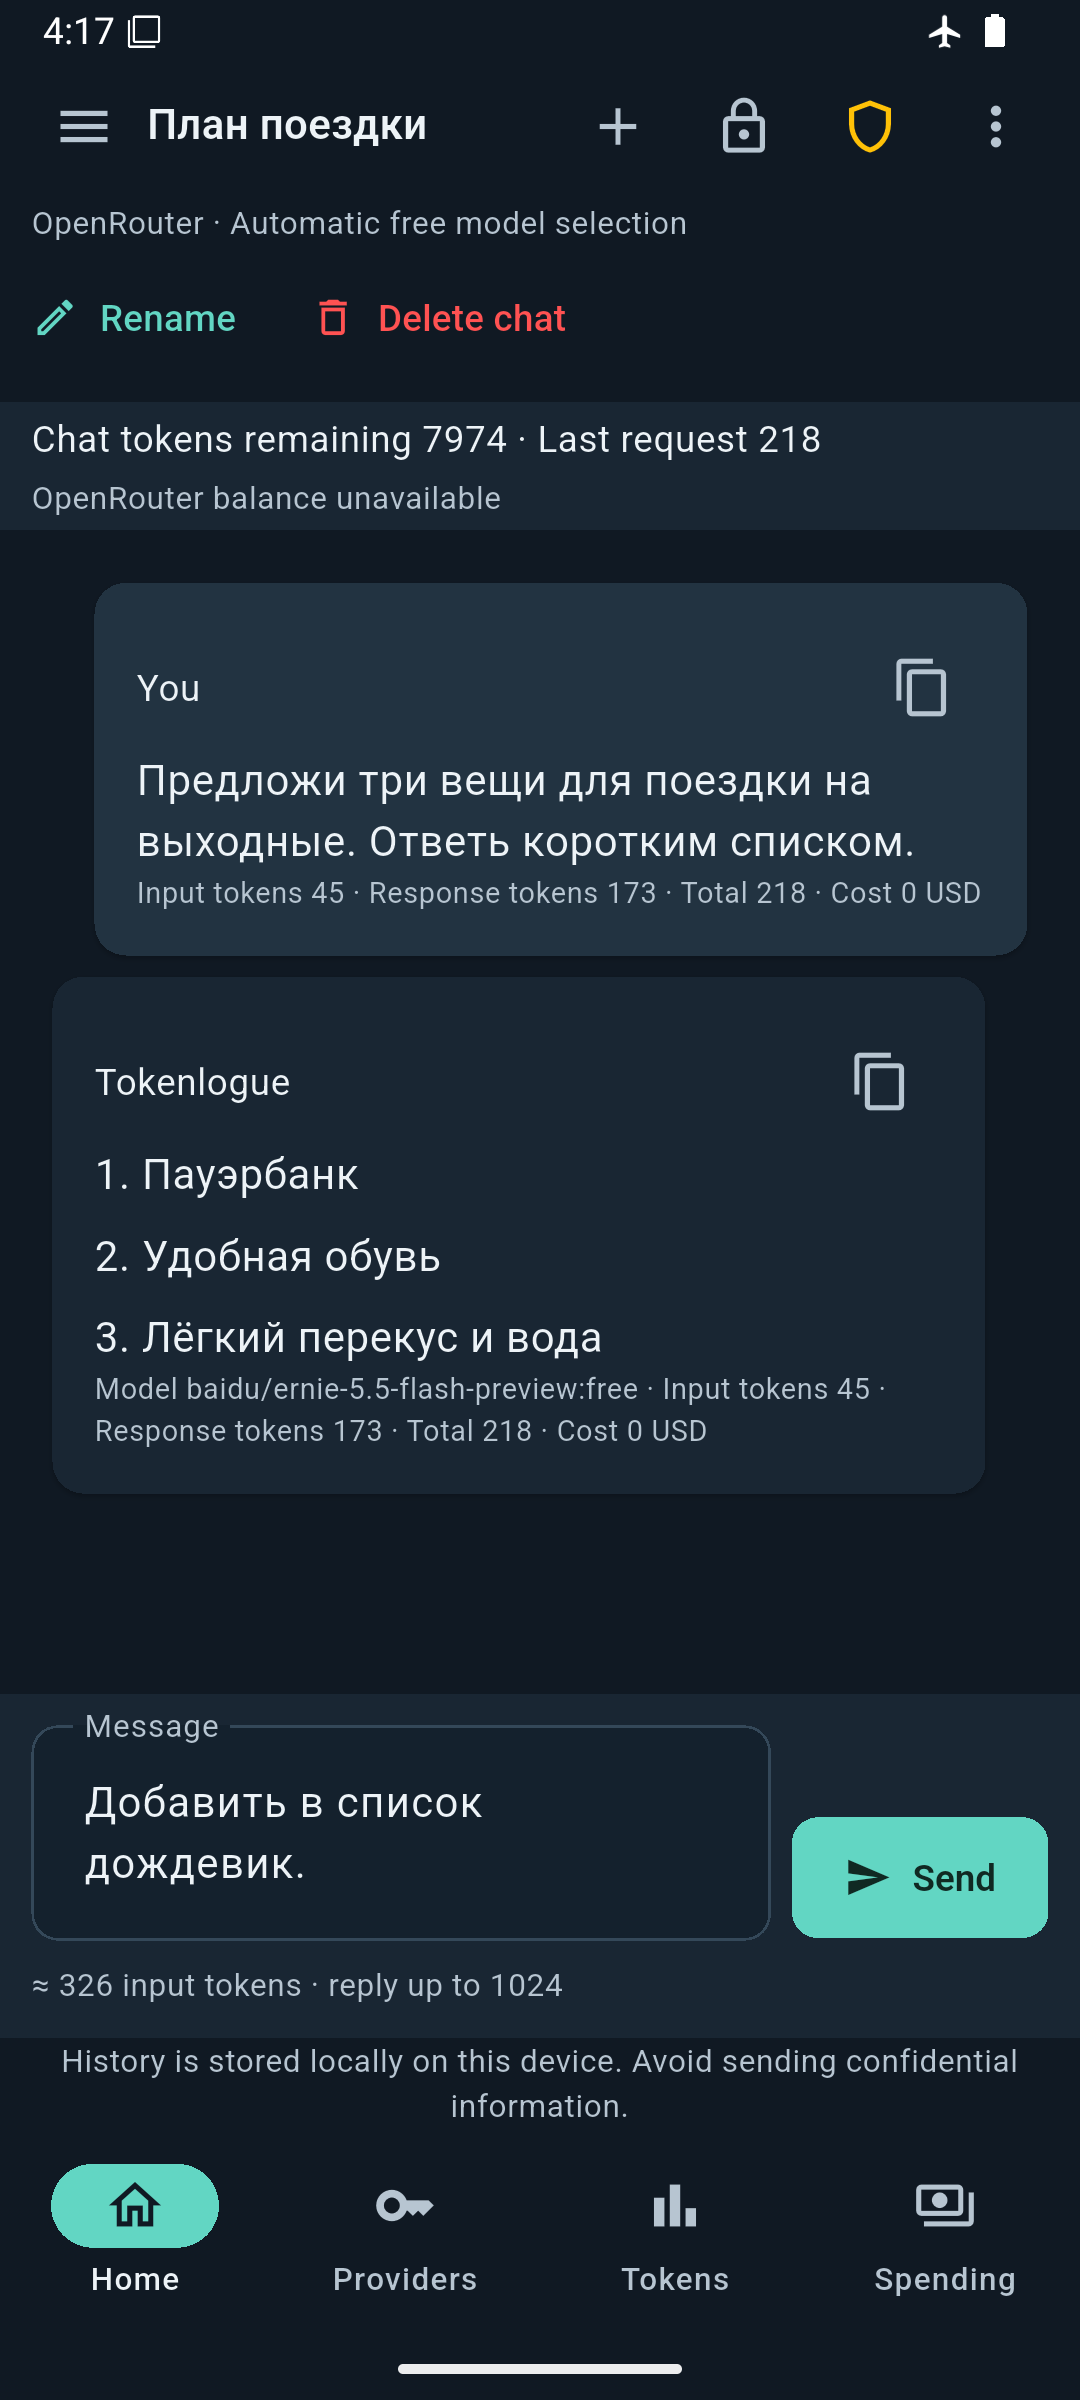 4:17
План поездки
OpenRouter · Automatic free model selection
Rename
Delete chat
Chat tokens remaining 7974 · Last request 218
OpenRouter balance unavailable
You
Предложи три вещи для поездки на
выходные. Ответь коротким списком.
Input tokens 45 · Response tokens 173 · Total 218 · Cost 0 USD
Tokenlogue
1. Пауэрбанк
2. Удобная обувь
3. Лёгкий перекус и вода
Model baidu/ernie-5.5-flash-preview:free · Input tokens 45 ·
Response tokens 173 · Total 218 · Cost 0 USD
Message
Добавить в список
дождевик.
Send
≈ 326 input tokens · reply up to 1024
History is stored locally on this device. Avoid sending confidential
information.
Home
Providers
Tokens
Spending